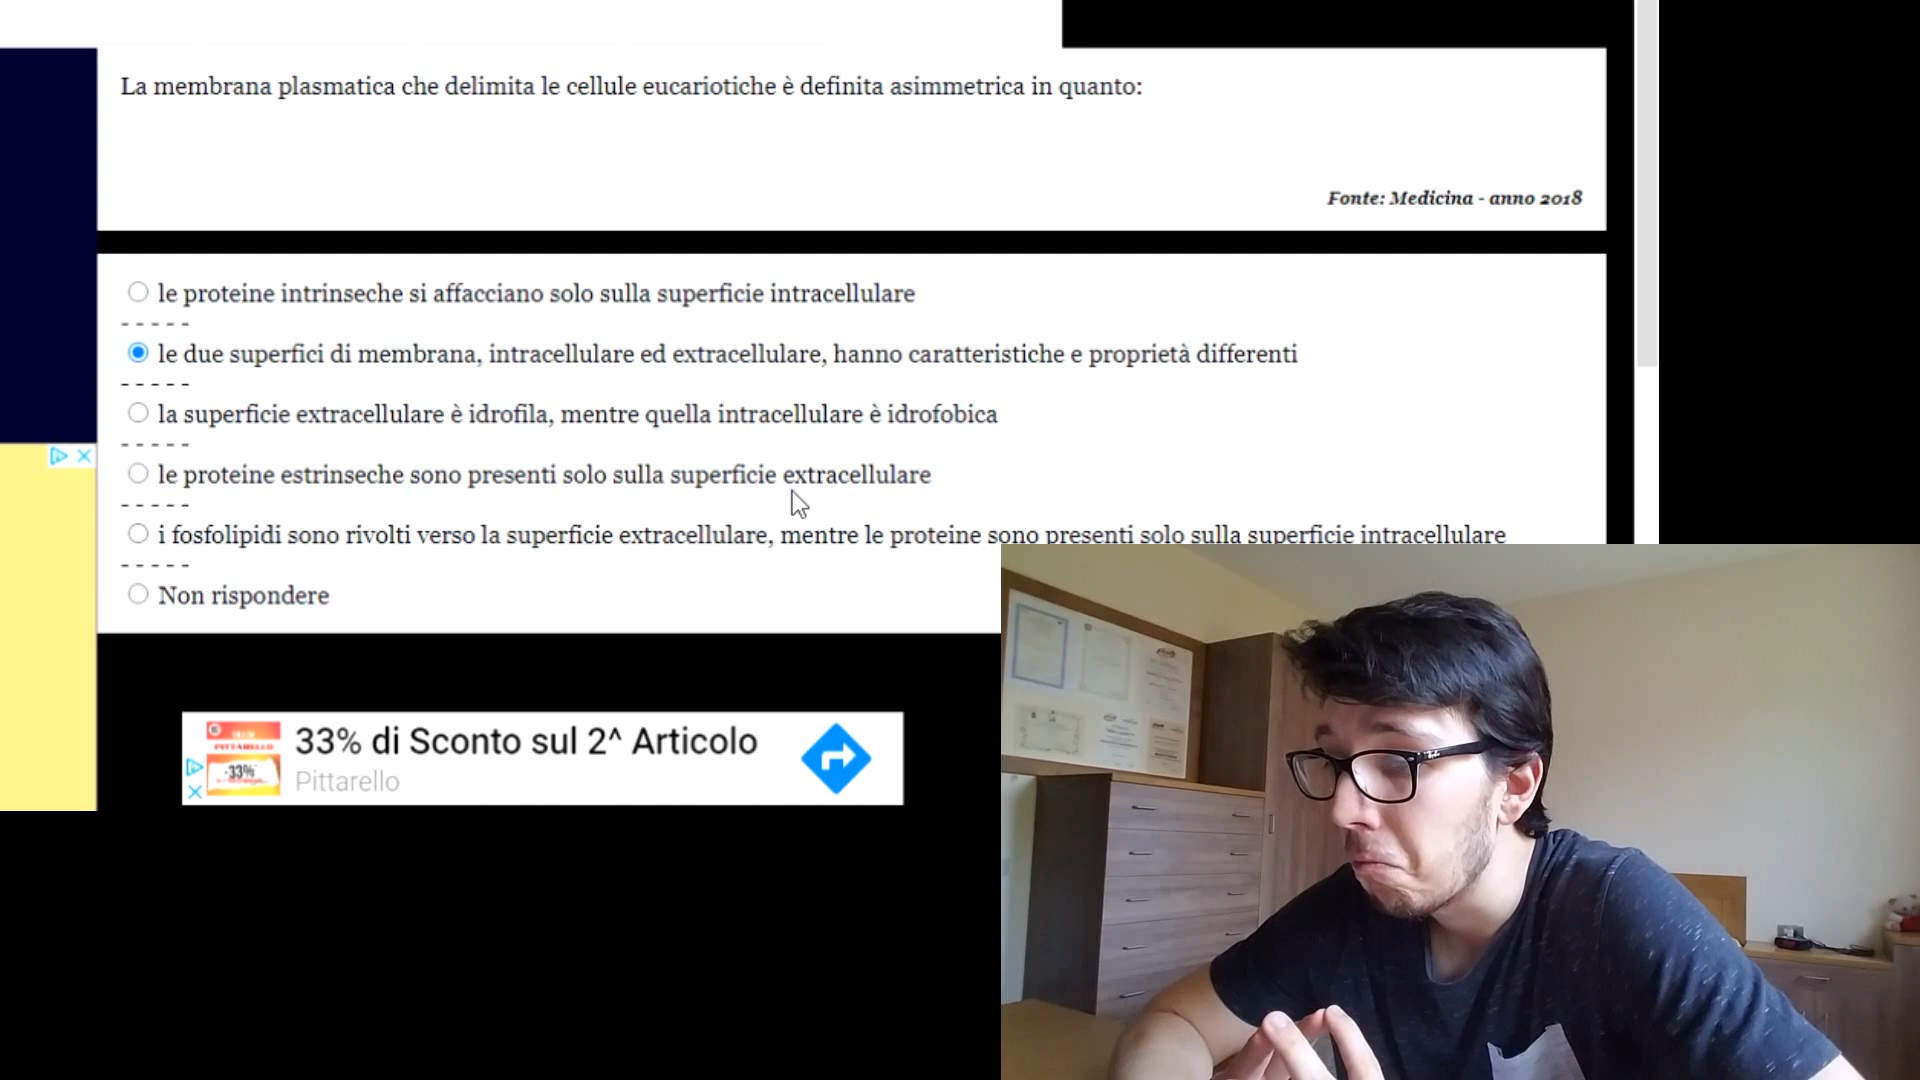 La membrana plasmatica che delimita le cellule eucariotiche è definita asimmetrica in quanto:
Fonte: Medicina - anno 2018
le proteine intrinseche si affacciano solo sulla superficie intracellulare
- - - - -
le due superfici di membrana, intracellulare ed extracellulare, hanno caratteristiche e proprietà differenti
- - - - -
la superficie extracellulare è idrofila, mentre quella intracellulare è idrofobica
- - - - -
le proteine estrinseche sono presenti solo sulla superficie extracellulare
- - - - -
i fosfolipidi sono rivolti verso la superficie extracellulare, mentre le proteine sono presenti solo sulla superficie intracellulare
- - - - -
Non rispondere
PITTARELLO
-33%
33% di Sconto sul 2^ Articolo
Pittarello